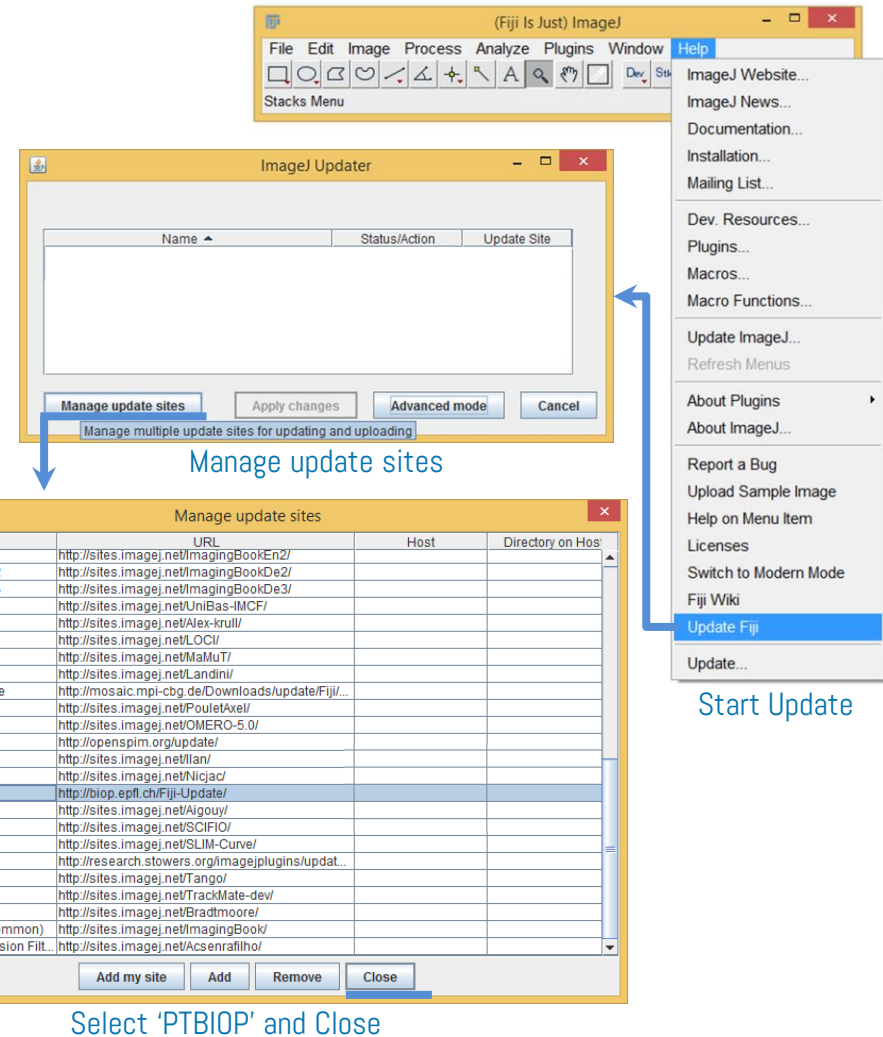 (Fiji Is Just) ImageJ
File Edit Image Process Analyze Plugins Window Help
A Dev. Stk
Stacks Menu
ImageJ Website...
ImageJ News...
Documentation...
Installation...
Mailing List...
Dev. Resources...
Plugins...
Macros...
Macro Functions...
Update ImageJ...
Refresh Menus
About Plugins
About ImageJ...
Report a Bug
Upload Sample Image
Help on Menu Item
Licenses
Switch to Modern Mode
Fiji Wiki
Update Fiji
Update...
Start Update
ImageJ Updater
Name Status/Action Update Site
Manage update sites Apply changes Advanced mode Cancel
Manage multiple update sites for updating and uploading
Manage update sites
Manage update sites
URL Host Directory on Hos
http://sites.imagej.net/ImagingBookEn2/
http://sites.imagej.net/ImagingBookDe2/
http://sites.imagej.net/ImagingBookDe3/
http://sites.imagej.net/UniBas-IMCF/
http://sites.imagej.net/Alex-krull/
http://sites.imagej.net/LOCI/
http://sites.imagej.net/MaMuT/
http://sites.imagej.net/Landini/
e http://mosaic.mpi-cbg.de/Downloads/update/Fiji/...
http://sites.imagej.net/PouletAxel/
http://sites.imagej.net/OMERO-5.0/
http://openspim.org/update/
http://sites.imagej.net/Ilan/
http://sites.imagej.net/Nicjac/
http://biop.epfl.ch/Fiji-Update/
http://sites.imagej.net/Aigouy/
http://sites.imagej.net/SCIFIO/
http://sites.imagej.net/SLIM-Curve/
http://research.stowers.org/imagejplugins/updat...
http://sites.imagej.net/Tango/
http://sites.imagej.net/TrackMate-dev/
http://sites.imagej.net/Bradtmoore/
ommon) http://sites.imagej.net/ImagingBook/
sion Filt... http://sites.imagej.net/Acsenrafilho/
Add my site Add Remove Close
Select 'PTBIOP' and Close